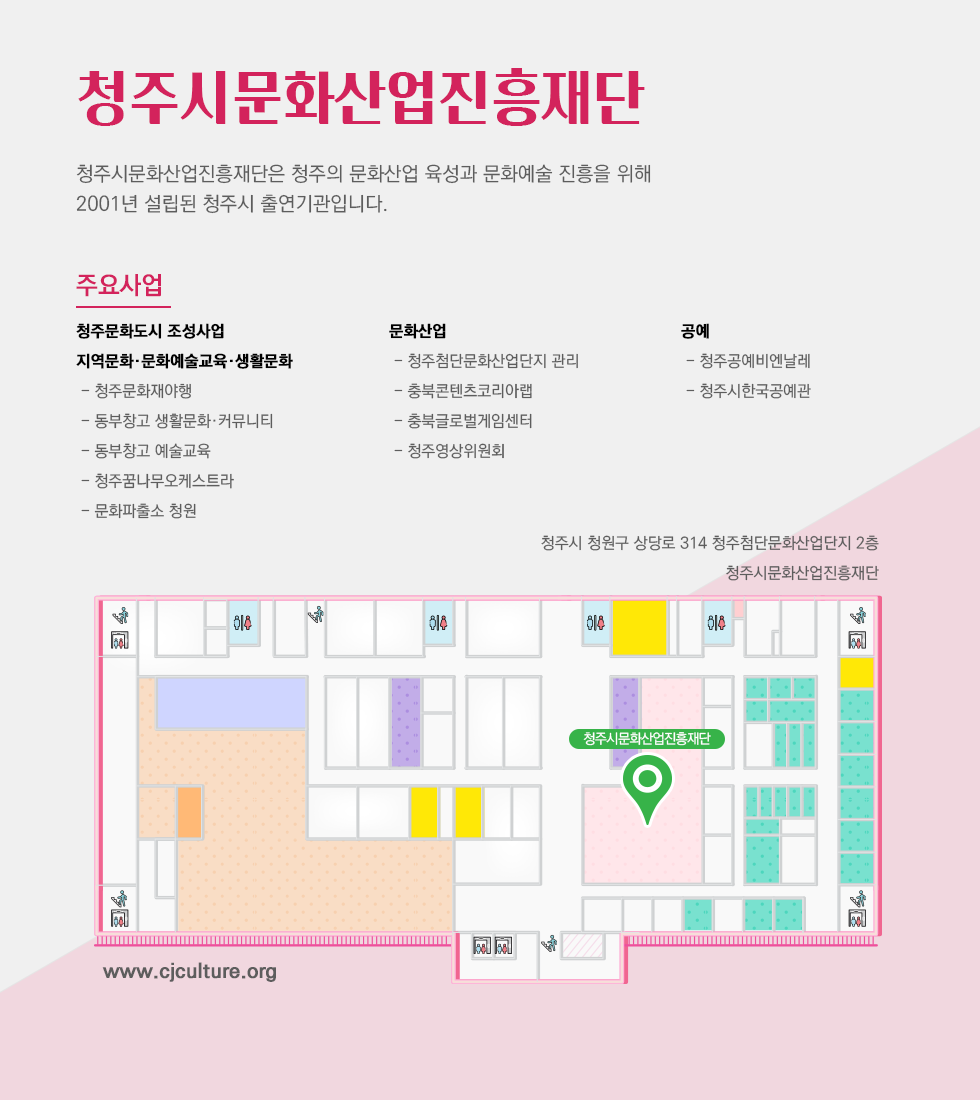 청주시문화산업진흥재단
청주시문화산업진흥재단은 청주의 문화산업 육성과 문화예술 진흥을 위해
2001년 설립된 청주시 출연기관입니다.
주요사업
청주문화도시 조성사업
지역문화·문화예술교육·생활문화
- 청주문화재야행
- 동부창고 생활문화·커뮤니티
- 동부창고 예술교육
- 청주꿈나무오케스트라
- 문화파출소 청원
문화산업
- 청주첨단문화산업단지 관리
- 충북콘텐츠코리아랩
- 충북글로벌게임센터
- 청주영상위원회
공예
- 청주공예비엔날레
- 청주시한국공예관
청주시 청원구 상당로 314 청주첨단문화산업단지 2층
청주시문화산업진흥재단
청주시문화산업진흥재단
www.cjculture.org